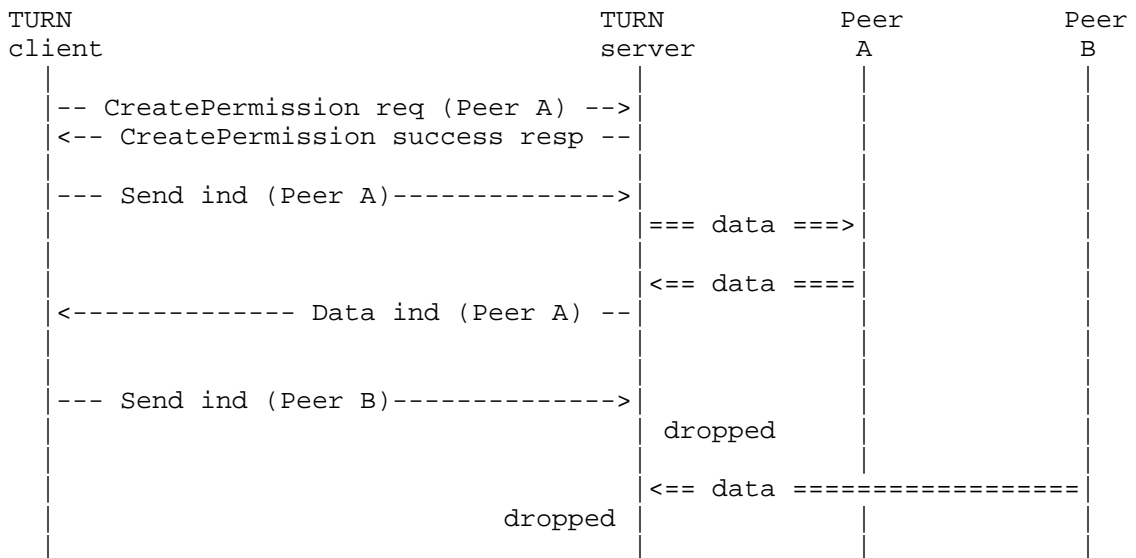 TURN TURN Peer Peer
client server A B
|-- CreatePermission req (Peer A) -->|
|<-- CreatePermission success resp --|
|--- Send ind (Peer A)-------------->|
|=== data ===>|
|<== data ====|
|<-------------- Data ind (Peer A) --|
|--- Send ind (Peer B)-------------->|
dropped
|<== data ==================|
dropped